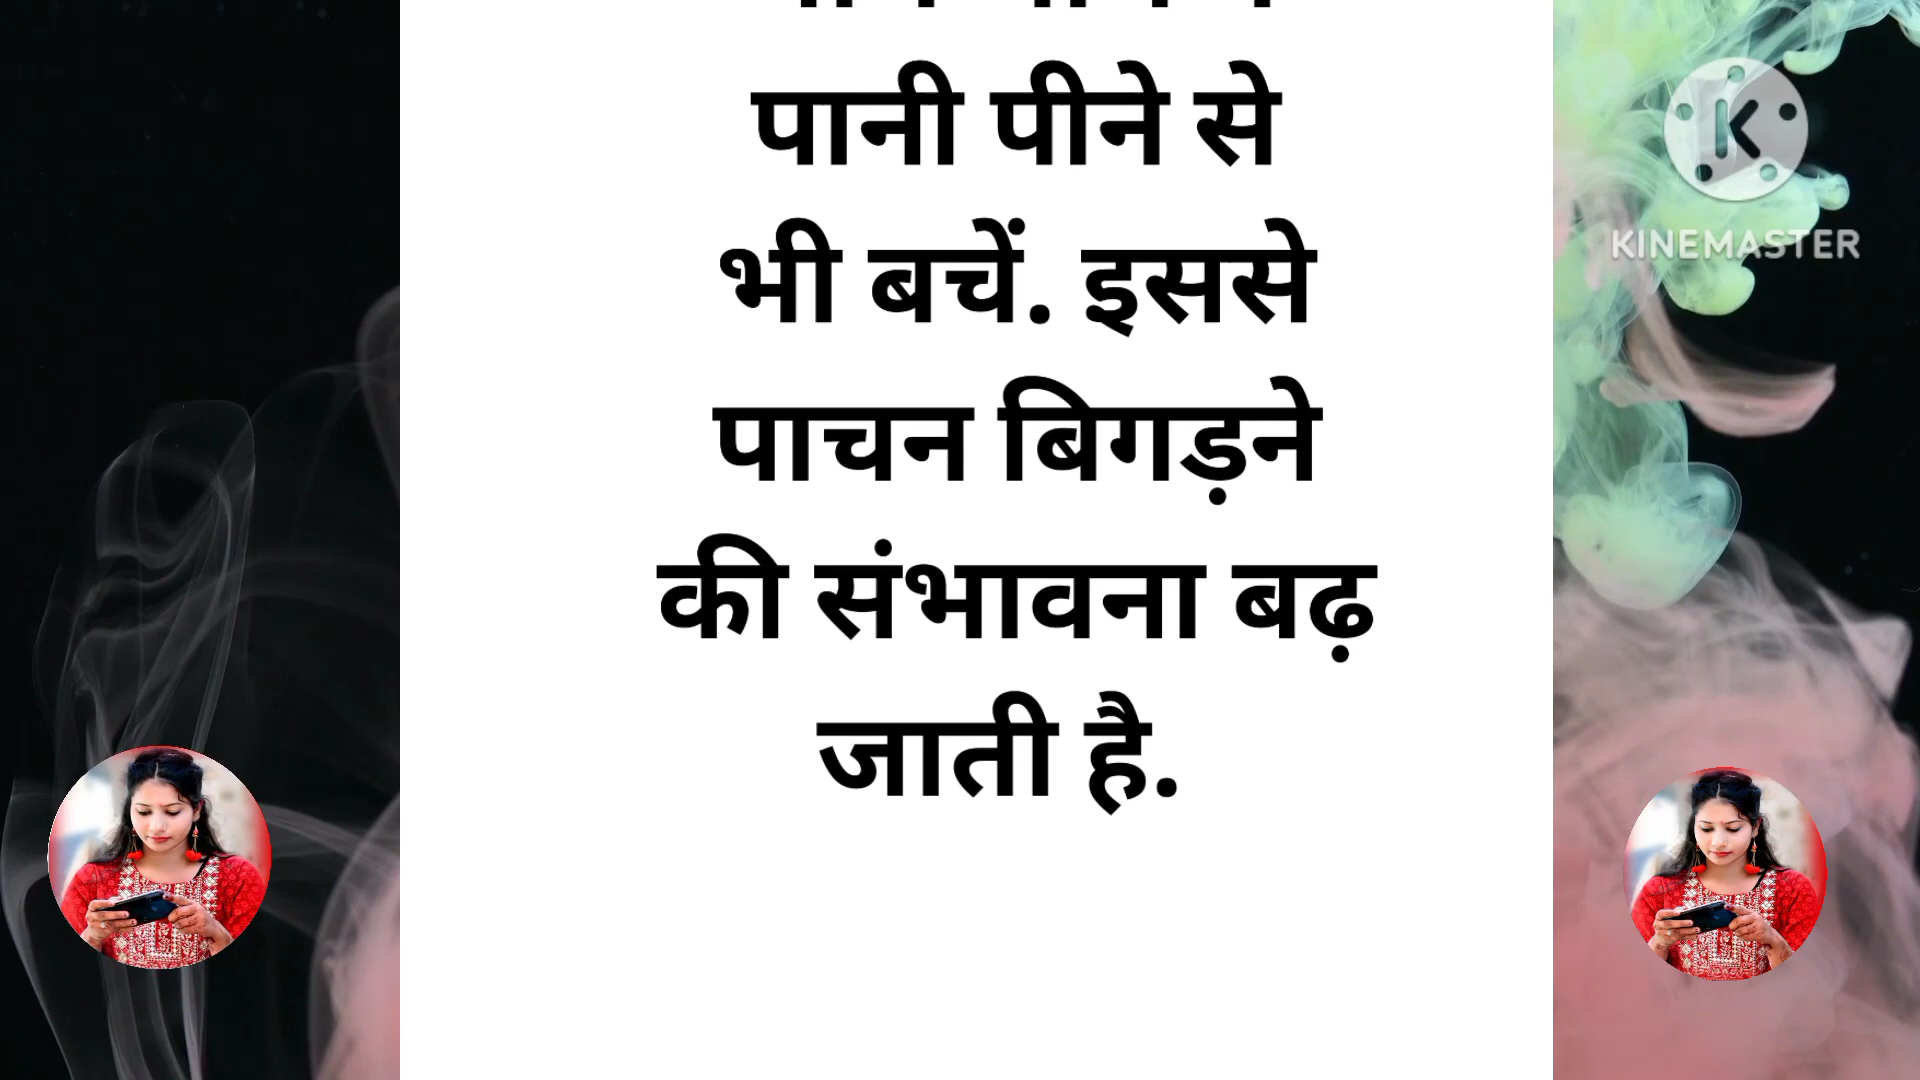 पानी पीने से
भी बचें. इससे
पाचन बिगड़ने
की संभावना बढ़
जाती है.
K
KINEMASTER